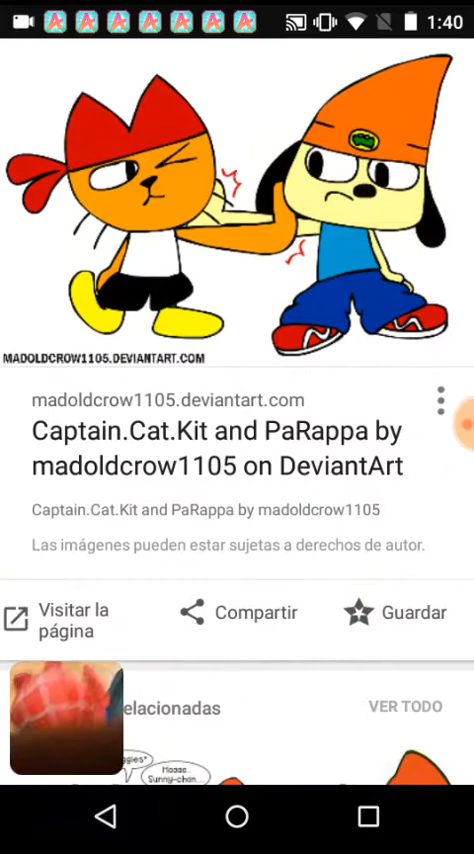 1:40
MADOLDCROW1105.DEVIANTART.COM
madoldcrow1105.deviantart.com
Captain.Cat.Kit and PaRappa by
madoldcrow1105 on DeviantArt
Captain.Cat.Kit and PaRappa by madoldcrow1105
Las imágenes pueden estar sujetas a derechos de autor.
Visitar la
página
Compartir
Guardar
elacionadas
VER TODO
Sunny-chan...